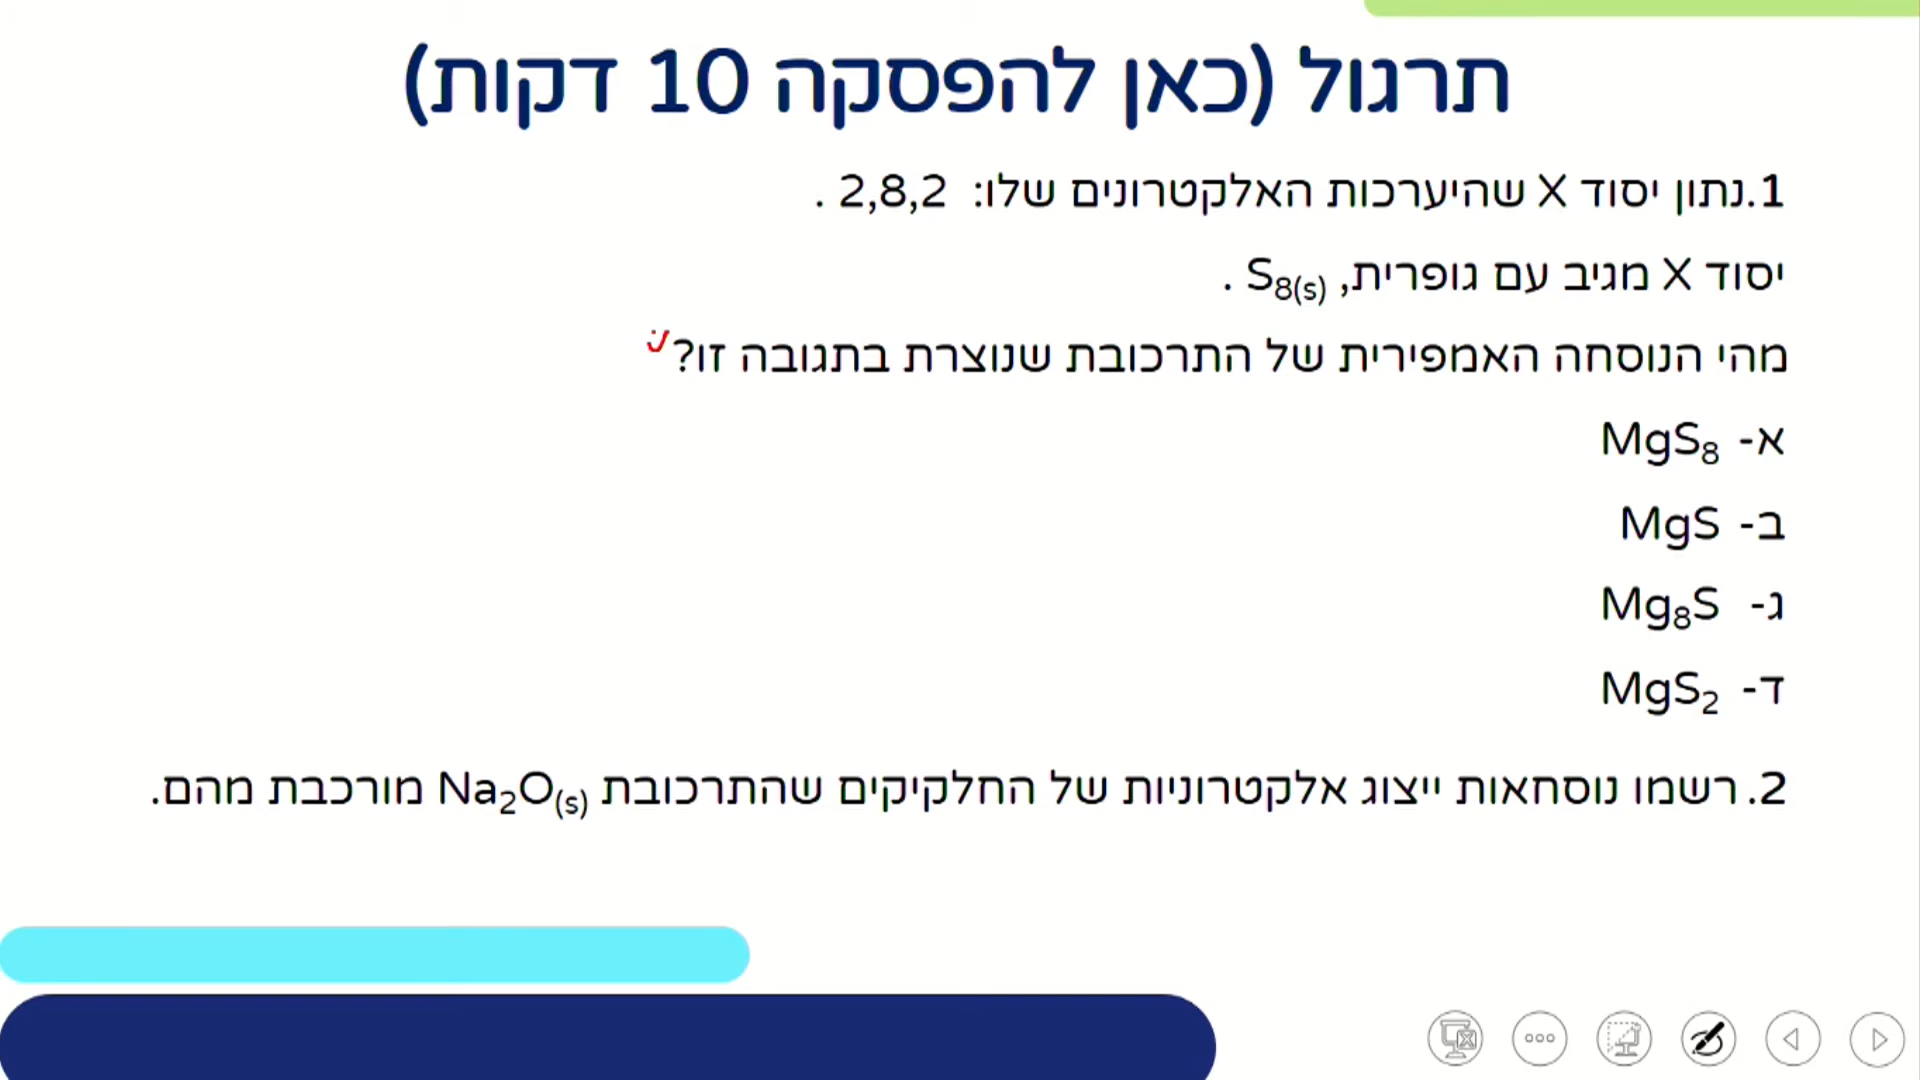 תרגול (כאן להפסקה 10 דקות)
1.נתון יסוד X שהיערכות האלקטרונים שלו: 2,8,2 .
יסוד X מגיב עם גופרית, S₈₍ₛ₎ .
מהי הנוסחה האמפירית של התרכובת שנוצרת בתגובה זו?
א- MgS₈
ב- MgS
ג- Mg₈S
ד- MgS₂
2. רשמו נוסחאות ייצוג אלקטרוניות של החלקיקים שהתרכובת Na₂O₍ₛ₎ מורכבת מהם.